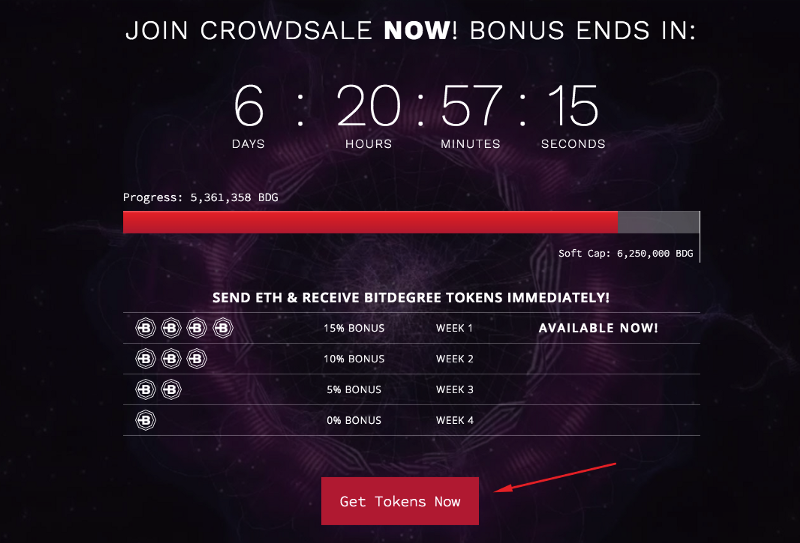 JOIN CROWDSALE NOW! BONUS ENDS IN:
6 : 20 : 57 : 15
DAYS HOURS MINUTES SECONDS
Progress: 5,361,358 BDG
Soft Cap: 6,250,000 BDG
SEND ETH & RECEIVE BITDEGREE TOKENS IMMEDIATELY!
B B B B 15% BONUS WEEK 1 AVAILABLE NOW!
B B B 10% BONUS WEEK 2
B B 5% BONUS WEEK 3
B 0% BONUS WEEK 4
Get Tokens Now